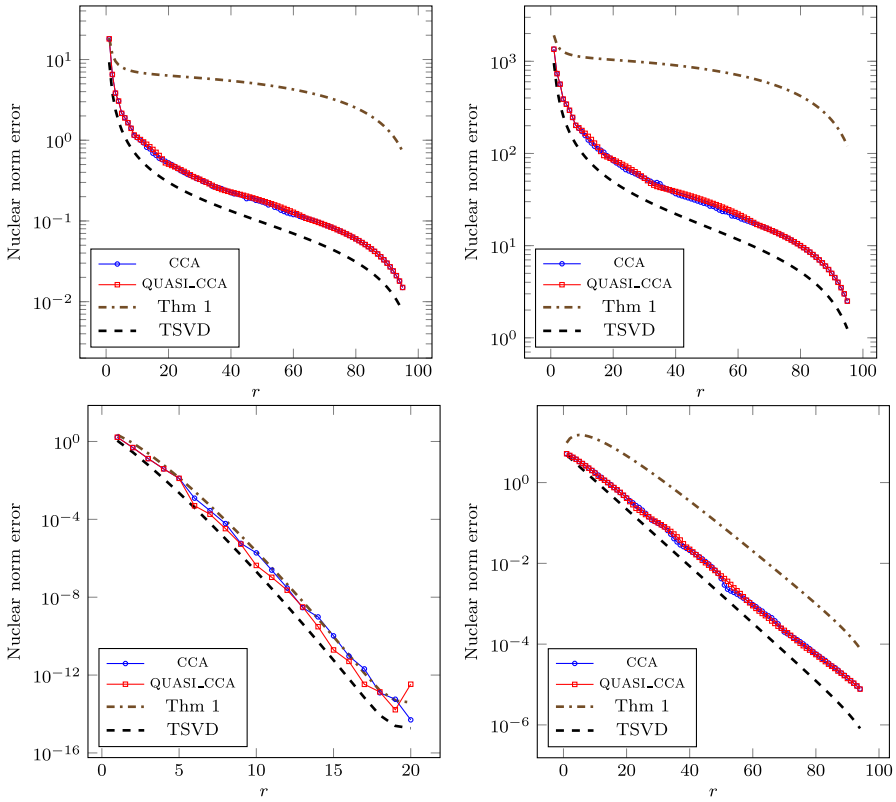 Nuclear norm error
10^1
10^0
10^−1
10^−2
CCA
QUASI_CCA
Thm 1
TSVD
0 20 40 60 80 100
r
Nuclear norm error
10^3
10^2
10^1
10^0
CCA
QUASI_CCA
Thm 1
TSVD
0 20 40 60 80 100
r
Nuclear norm error
10^0
10^−4
10^−8
10^−12
10^−16
CCA
QUASI_CCA
Thm 1
TSVD
0 5 10 15 20
r
Nuclear norm error
10^0
10^−2
10^−4
10^−6
CCA
QUASI_CCA
Thm 1
TSVD
0 20 40 60 80 100
r